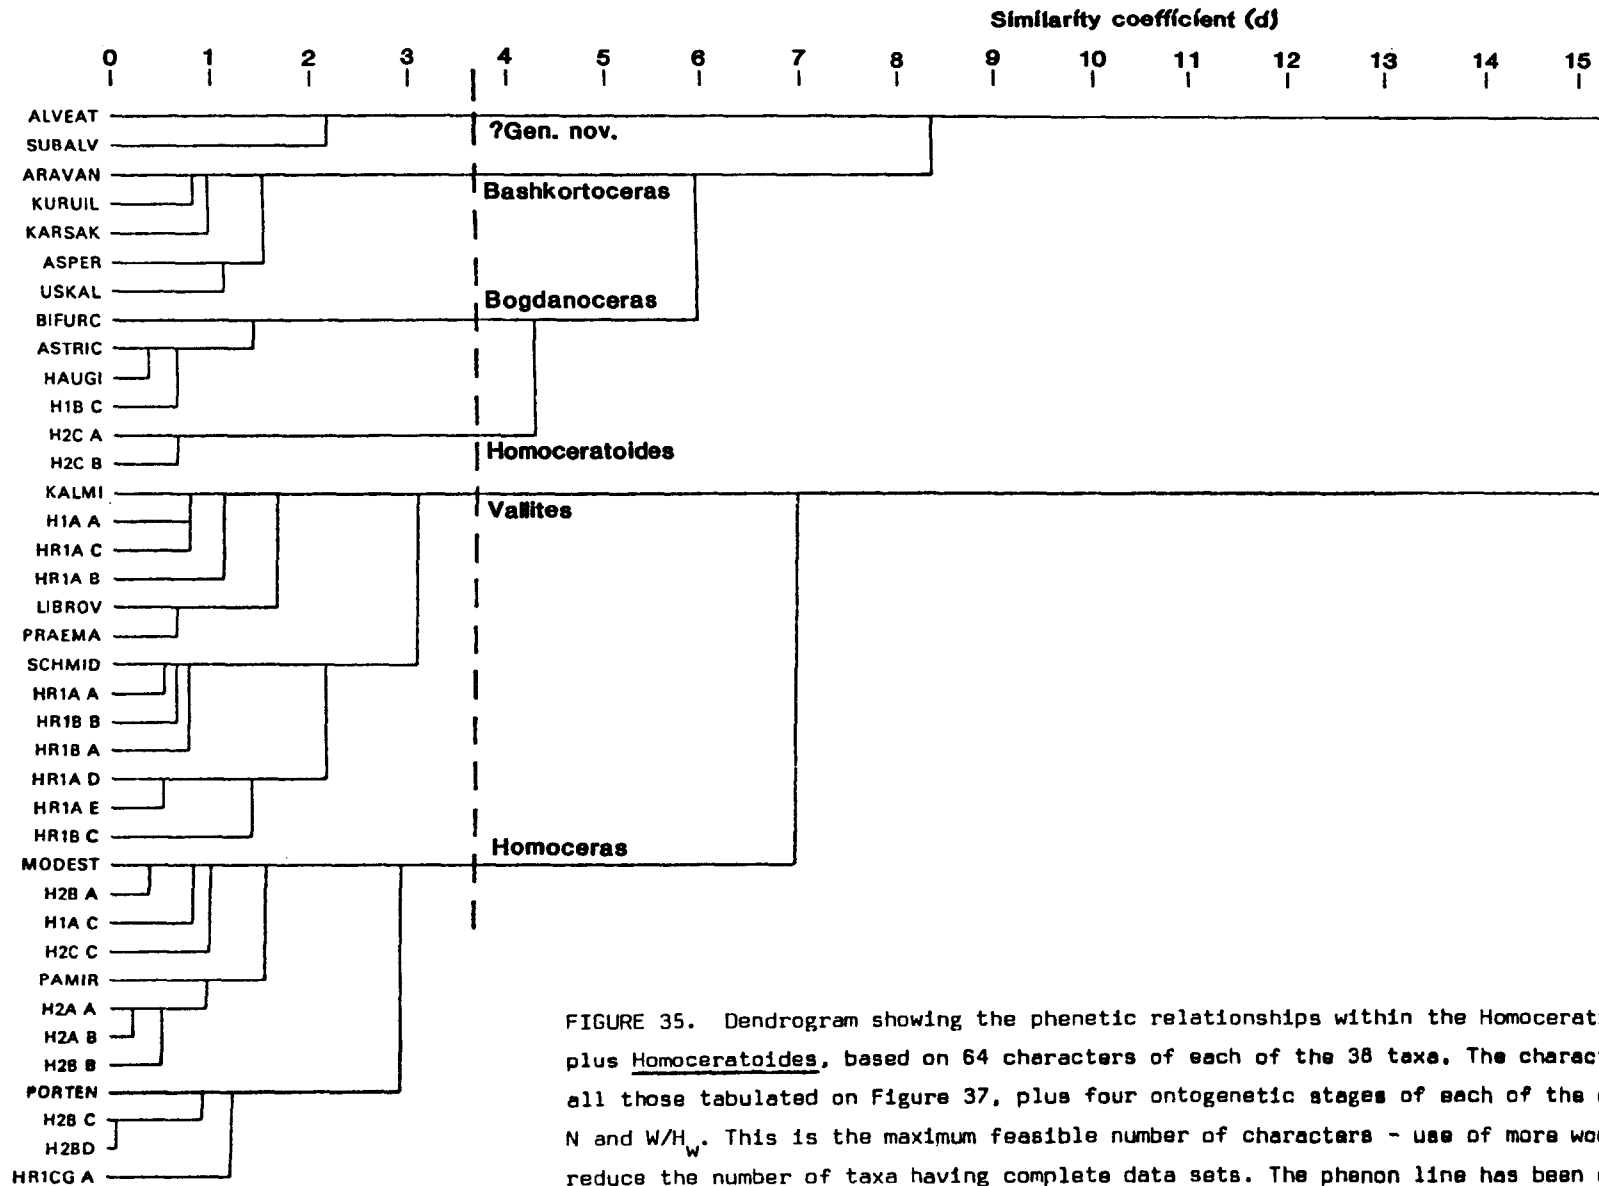 Similarity coefficient (d)
0 1 2 3 4 5 6 7 8 9 10 11 12 13 14 15
ALVEAT
?Gen. nov.
SUBALV
ARAVAN
Bashkortoceras
KURUIL
KARSAK
ASPER
USKAL
Bogdanoceras
BIFURC
ASTRIC
HAUGI
H1B C
H2C A
Homoceratoides
H2C B
KALMI
Vallites
H1A A
HR1A C
HR1A B
LIBROV
PRAEMA
SCHMID
HR1A A
HR1B B
HR1B A
HR1A D
HR1A E
HR1B C
Homoceras
MODEST
H2B A
H1A C
H2C C
PAMIR
H2A A
H2A B
H2B B
PORTEN
H2B C
H2BD
HR1CG A
FIGURE 35. Dendrogram showing the phenetic relationships within the Homocerati
plus Homoceratoides, based on 64 characters of each of the 38 taxa. The charact
all those tabulated on Figure 37, plus four ontogenetic stages of each of the
N and W/Hw. This is the maximum feasible number of characters - use of more wou
reduce the number of taxa having complete data sets. The phenon line has been